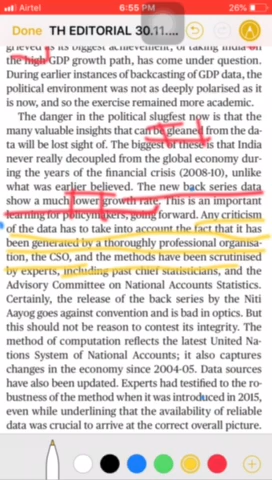 6:55 PM
26%
Done TH EDITORIAL 30.11....
grieved is its biggest achievement, of taking India on
the high GDP growth path, has come under question.
During earlier instances of backcasting of GDP data, the
political environment was not as deeply polarised as it
is now, and so the exercise remained more academic.
The danger in the political slugfest now is that the
many valuable insights that can be gleaned from the da-
ta will be lost sight of. The biggest of these is that India
never really decoupled from the global economy dur-
ing the years of the financial crisis (2008-10), unlike
what was earlier believed. The new back series data
show a much lower growth rate. This is an important
learning for policymakers, going forward. Any criticism
of the data has to take into account the fact that it has
been generated by a thoroughly professional organisa-
tion, the CSO, and the methods have been scrutinised
by experts, including past chief statisticians, and the
Advisory Committee on National Accounts Statistics.
Certainly, the release of the back series by the Niti
Aayog goes against convention and is bad in optics. But
this should be no reason to contest its integrity. The
method of computation reflects the latest United Na-
tions System of National Accounts; it also captures
changes in the economy since 2004-05. Data sources
have also been updated. Experts had testified to the ro-
bustness of the method when it was introduced in 2015,
even while underlining that the availability of reliable
data was crucial to arrive at the correct overall picture.